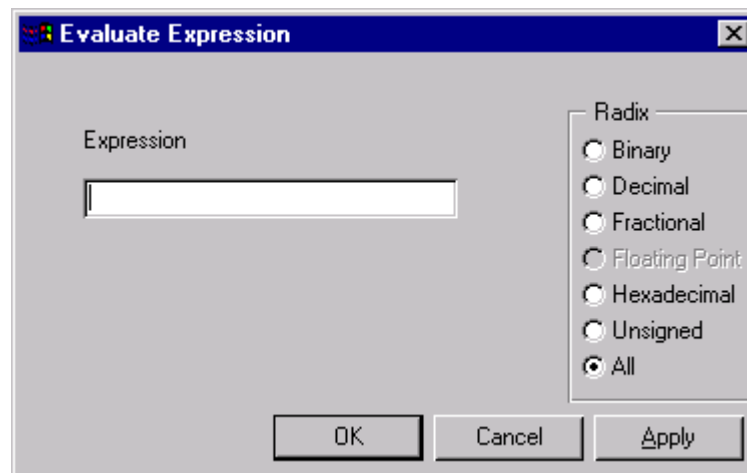 Evaluate Expression
Expression
Radix
Binary
Decimal
Fractional
Floating Point
Hexadecimal
Unsigned
All
OK Cancel Apply